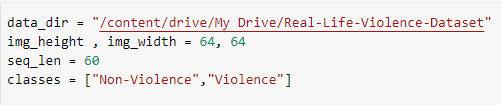 data_dir = "/content/drive/My Drive/Real-Life-Violence-Dataset"
img_height , img_width = 64, 64
seq_len = 60
classes = ["Non-Violence","Violence"]